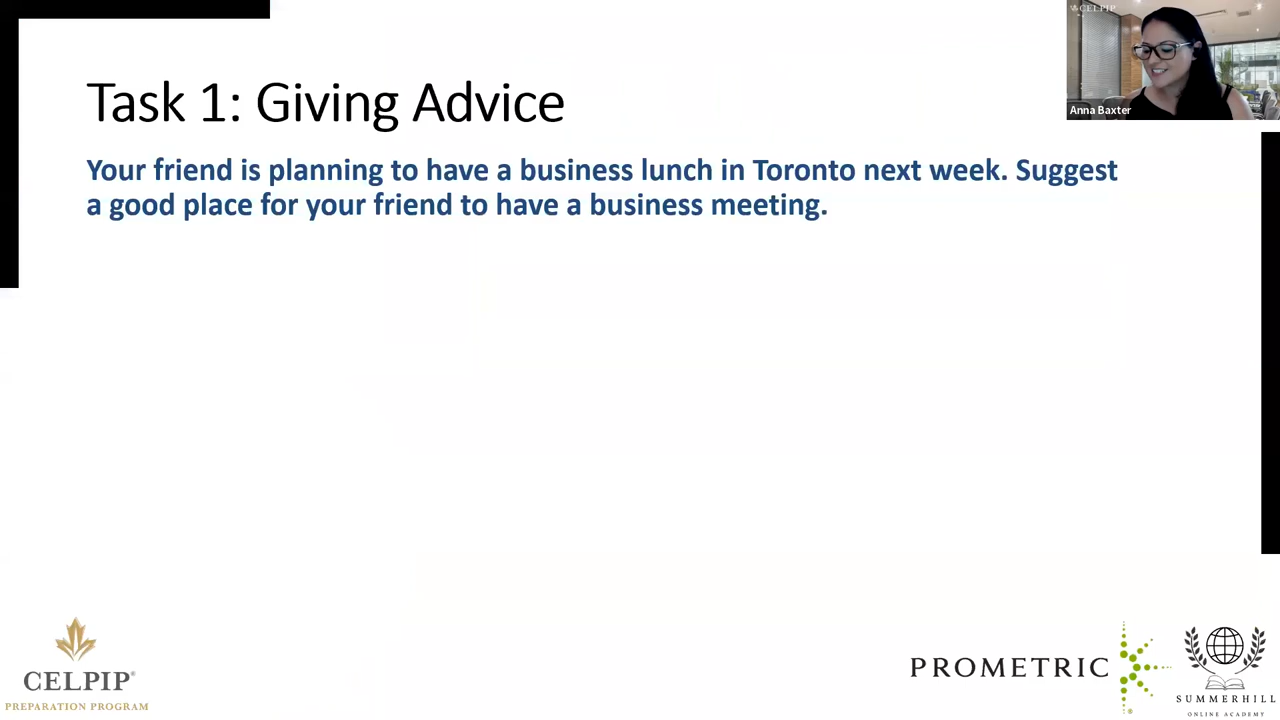 CELPIP
Anna Baxter
Task 1: Giving Advice
Your friend is planning to have a business lunch in Toronto next week. Suggest
a good place for your friend to have a business meeting.
CELPIP®
PREPARATION PROGRAM
PROMETRIC
®
SUMMERHILL
ONLINE ACADEMY